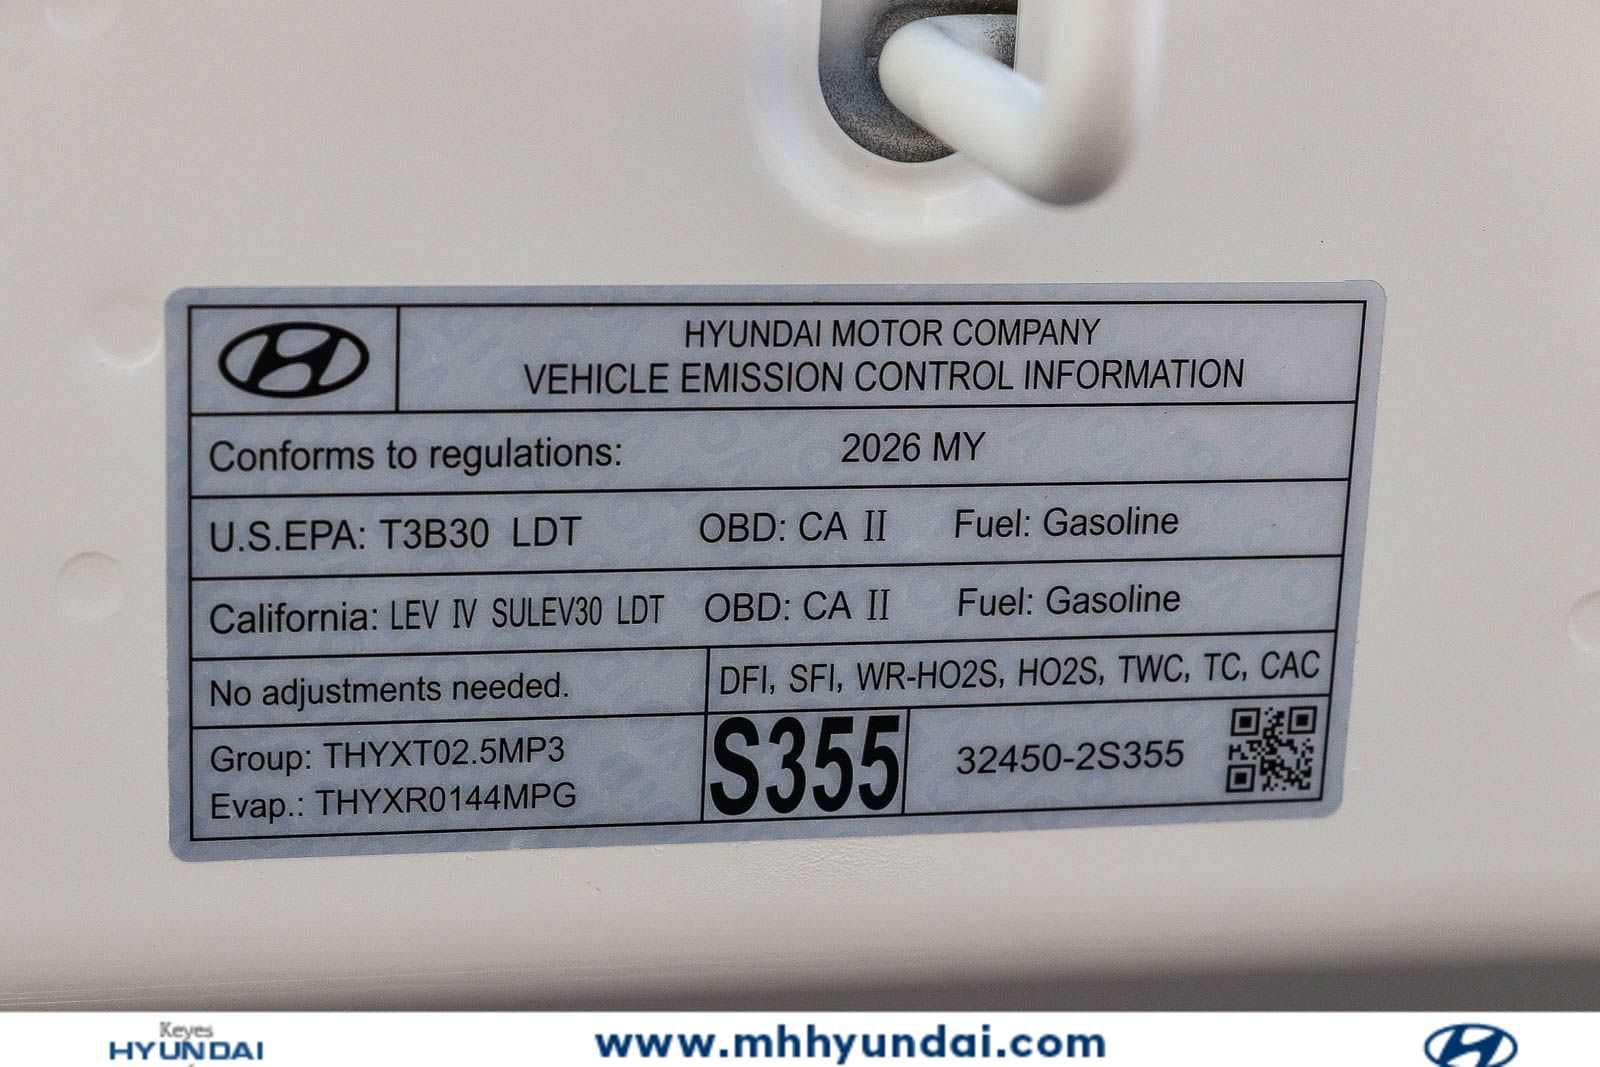 HYUNDAI MOTOR COMPANY
VEHICLE EMISSION CONTROL INFORMATION
Conforms to regulations: 2026 MY
U.S.EPA: T3B30 LDT OBD: CA II Fuel: Gasoline
California: LEV IV SULEV30 LDT OBD: CA II Fuel: Gasoline
No adjustments needed. DFI, SFI, WR-HO2S, HO2S, TWC, TC, CAC
Group: THYXT02.5MP3
Evap.: THYXR0144MPG
S355 32450-2S355
Keyes
HYUNDAI
www.mhhyundai.com